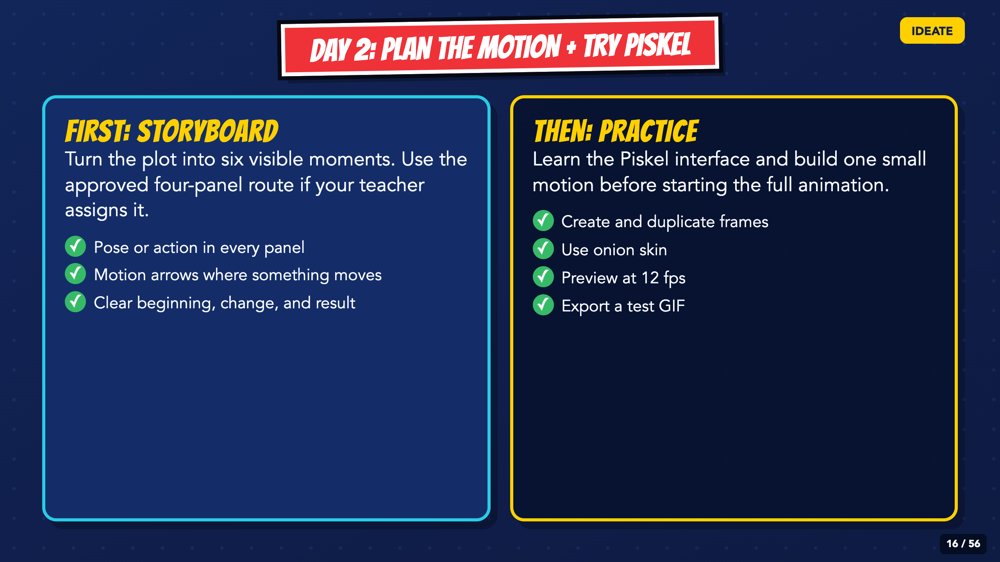 DAY 2: PLAN THE MOTION + TRY PISKEL
IDEATE
FIRST: STORYBOARD
Turn the plot into six visible moments. Use the
approved four-panel route if your teacher
assigns it.
Pose or action in every panel
Motion arrows where something moves
Clear beginning, change, and result
THEN: PRACTICE
Learn the Piskel interface and build one small
motion before starting the full animation.
Create and duplicate frames
Use onion skin
Preview at 12 fps
Export a test GIF
16 / 56